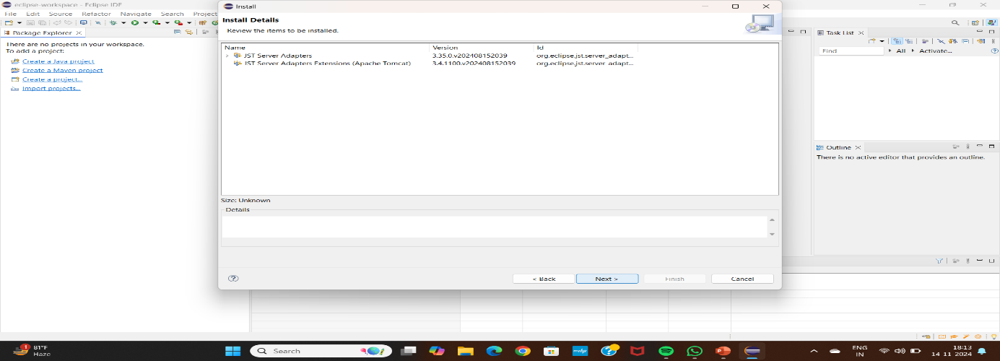 eclipse-workspace - Eclipse IDE
File Edit Source Refactor Navigate Search Project
Package Explorer
There are no projects in your workspace.
To add a project:
Create a Java project
Create a Maven project
Create a project...
Import projects...
Install
Install Details
Review the items to be installed.
Name Version Id
JST Server Adapters 3.35.0.v202408152039 org.eclipse.jst.server_adapt...
JST Server Adapters Extensions (Apache Tomcat) 3.4.1100.v202408152039 org.eclipse.jst.server_adapt...
Size: Unknown
Details
< Back Next > Finish Cancel
Task List
Find All Activate...
Outline
There is no active editor that provides an outline.
1
81°F
Haze
Search
ENG
IN
18:13
14-11-2024